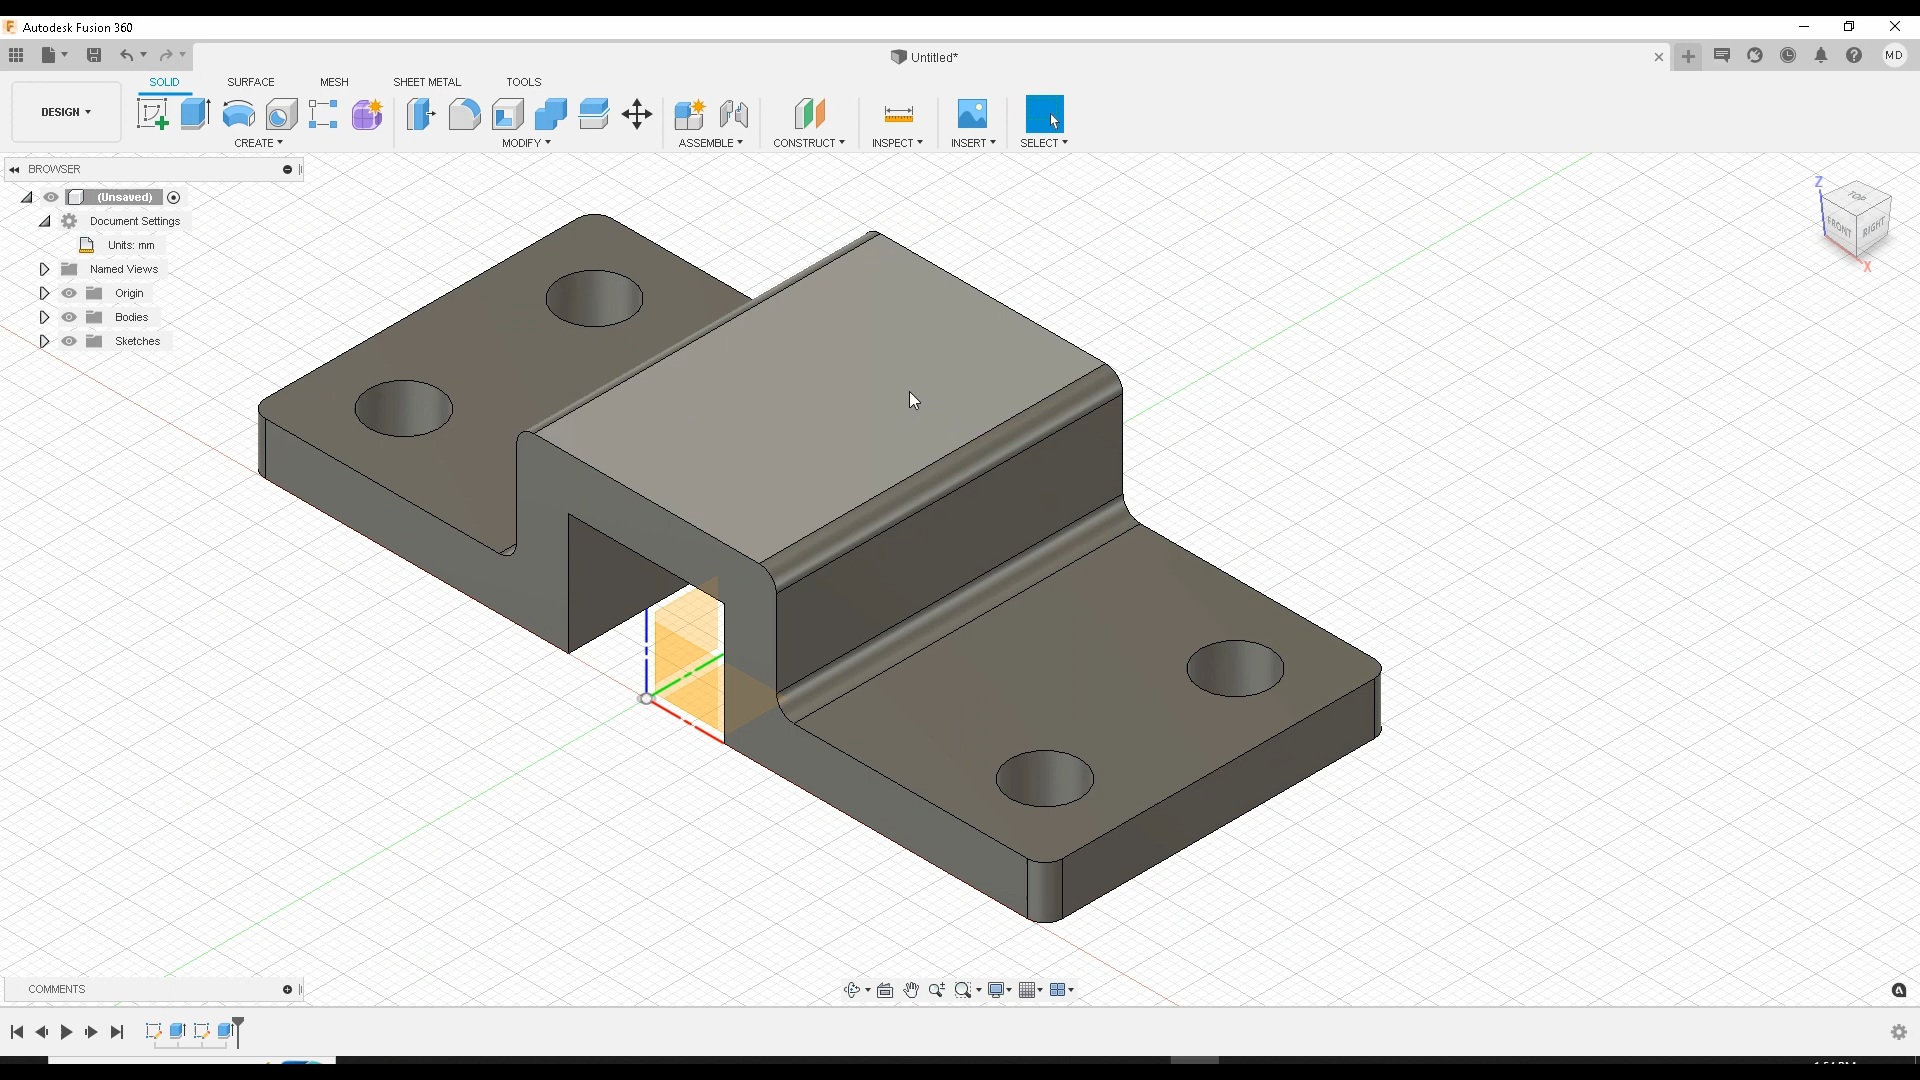 Autodesk Fusion 360
Untitled*
MD
SOLID SURFACE MESH SHEET METAL TOOLS
DESIGN
CREATE MODIFY ASSEMBLE CONSTRUCT INSPECT INSERT SELECT
BROWSER
(Unsaved)
Document Settings
Units: mm
Named Views
Origin
Bodies
Sketches
Z
TOP
FRONT RIGHT
X
COMMENTS